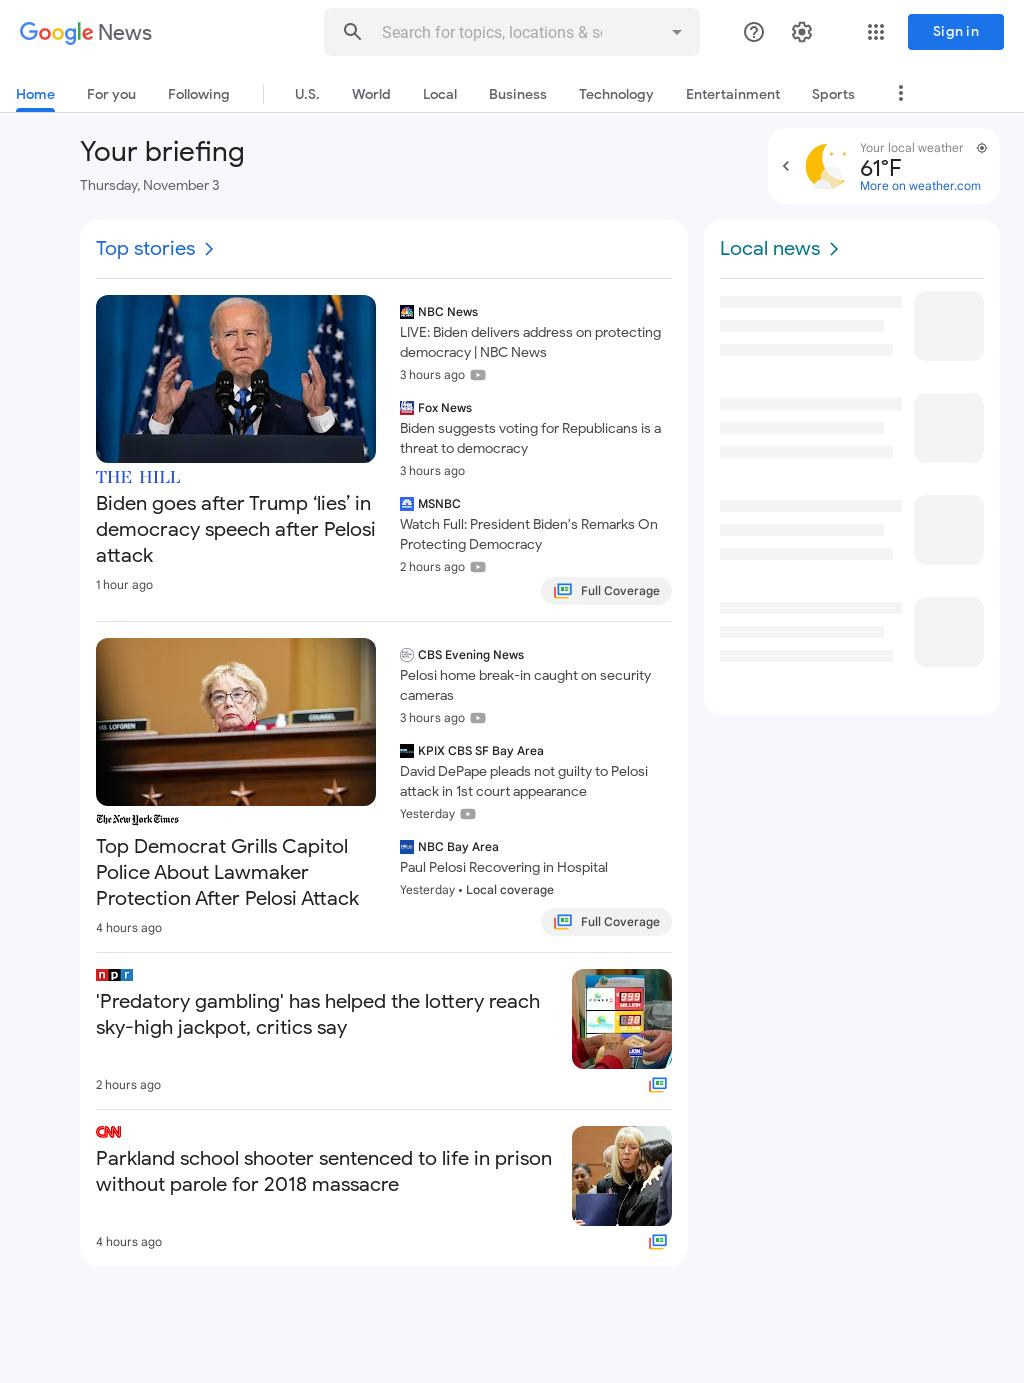 Google News
Search for topics, locations & so
Sign in
Home
For you
Following
U.S.
World
Local
Business
Technology
Entertainment
Sports
Your briefing
Thursday, November 3
Your local weather
61°F
More on weather.com
Top stories
THE HILL
Biden goes after Trump ‘lies’ in
democracy speech after Pelosi
attack
1 hour ago
NBC News
LIVE: Biden delivers address on protecting
democracy | NBC News
3 hours ago
Fox News
Biden suggests voting for Republicans is a
threat to democracy
3 hours ago
MSNBC
Watch Full: President Biden's Remarks On
Protecting Democracy
2 hours ago
Full Coverage
MS. LOFGREN
COUNSEL
The New York Times
Top Democrat Grills Capitol
Police About Lawmaker
Protection After Pelosi Attack
4 hours ago
CBS Evening News
Pelosi home break-in caught on security
cameras
3 hours ago
KPIX CBS SF Bay Area
David DePape pleads not guilty to Pelosi
attack in 1st court appearance
Yesterday
NBC Bay Area
Paul Pelosi Recovering in Hospital
Yesterday • Local coverage
Full Coverage
npr
'Predatory gambling' has helped the lottery reach
sky-high jackpot, critics say
2 hours ago
999
MILLION
MILLION
CNN
Parkland school shooter sentenced to life in prison
without parole for 2018 massacre
4 hours ago
Local news